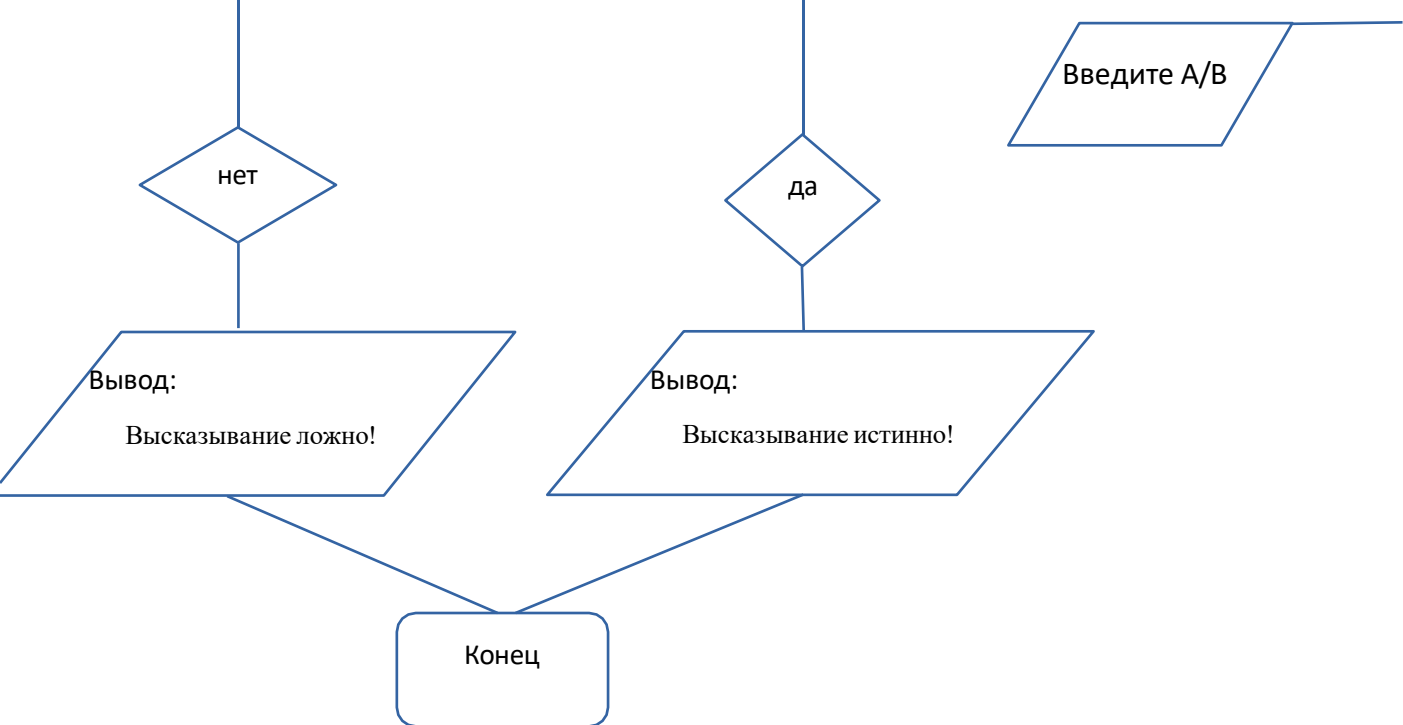 Введите A/B
нет
да
Вывод:
Высказывание ложно!
Вывод:
Высказывание истинно!
Конец